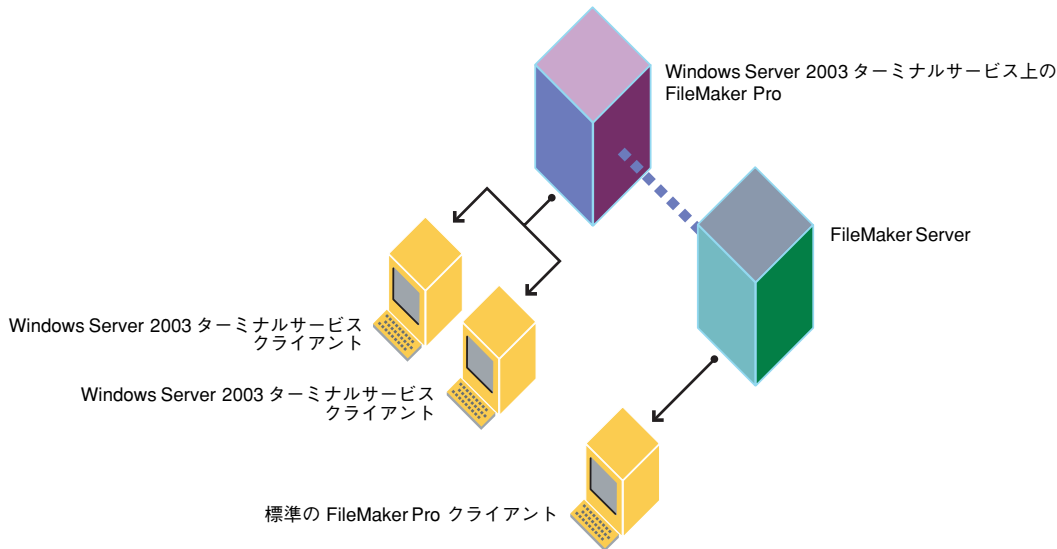 Windows Server 2003 ターミナルサービス上の
FileMaker Pro
FileMaker Server
Windows Server 2003 ターミナルサービス
クライアント
Windows Server 2003 ターミナルサービス
クライアント
標準の FileMaker Pro クライアント